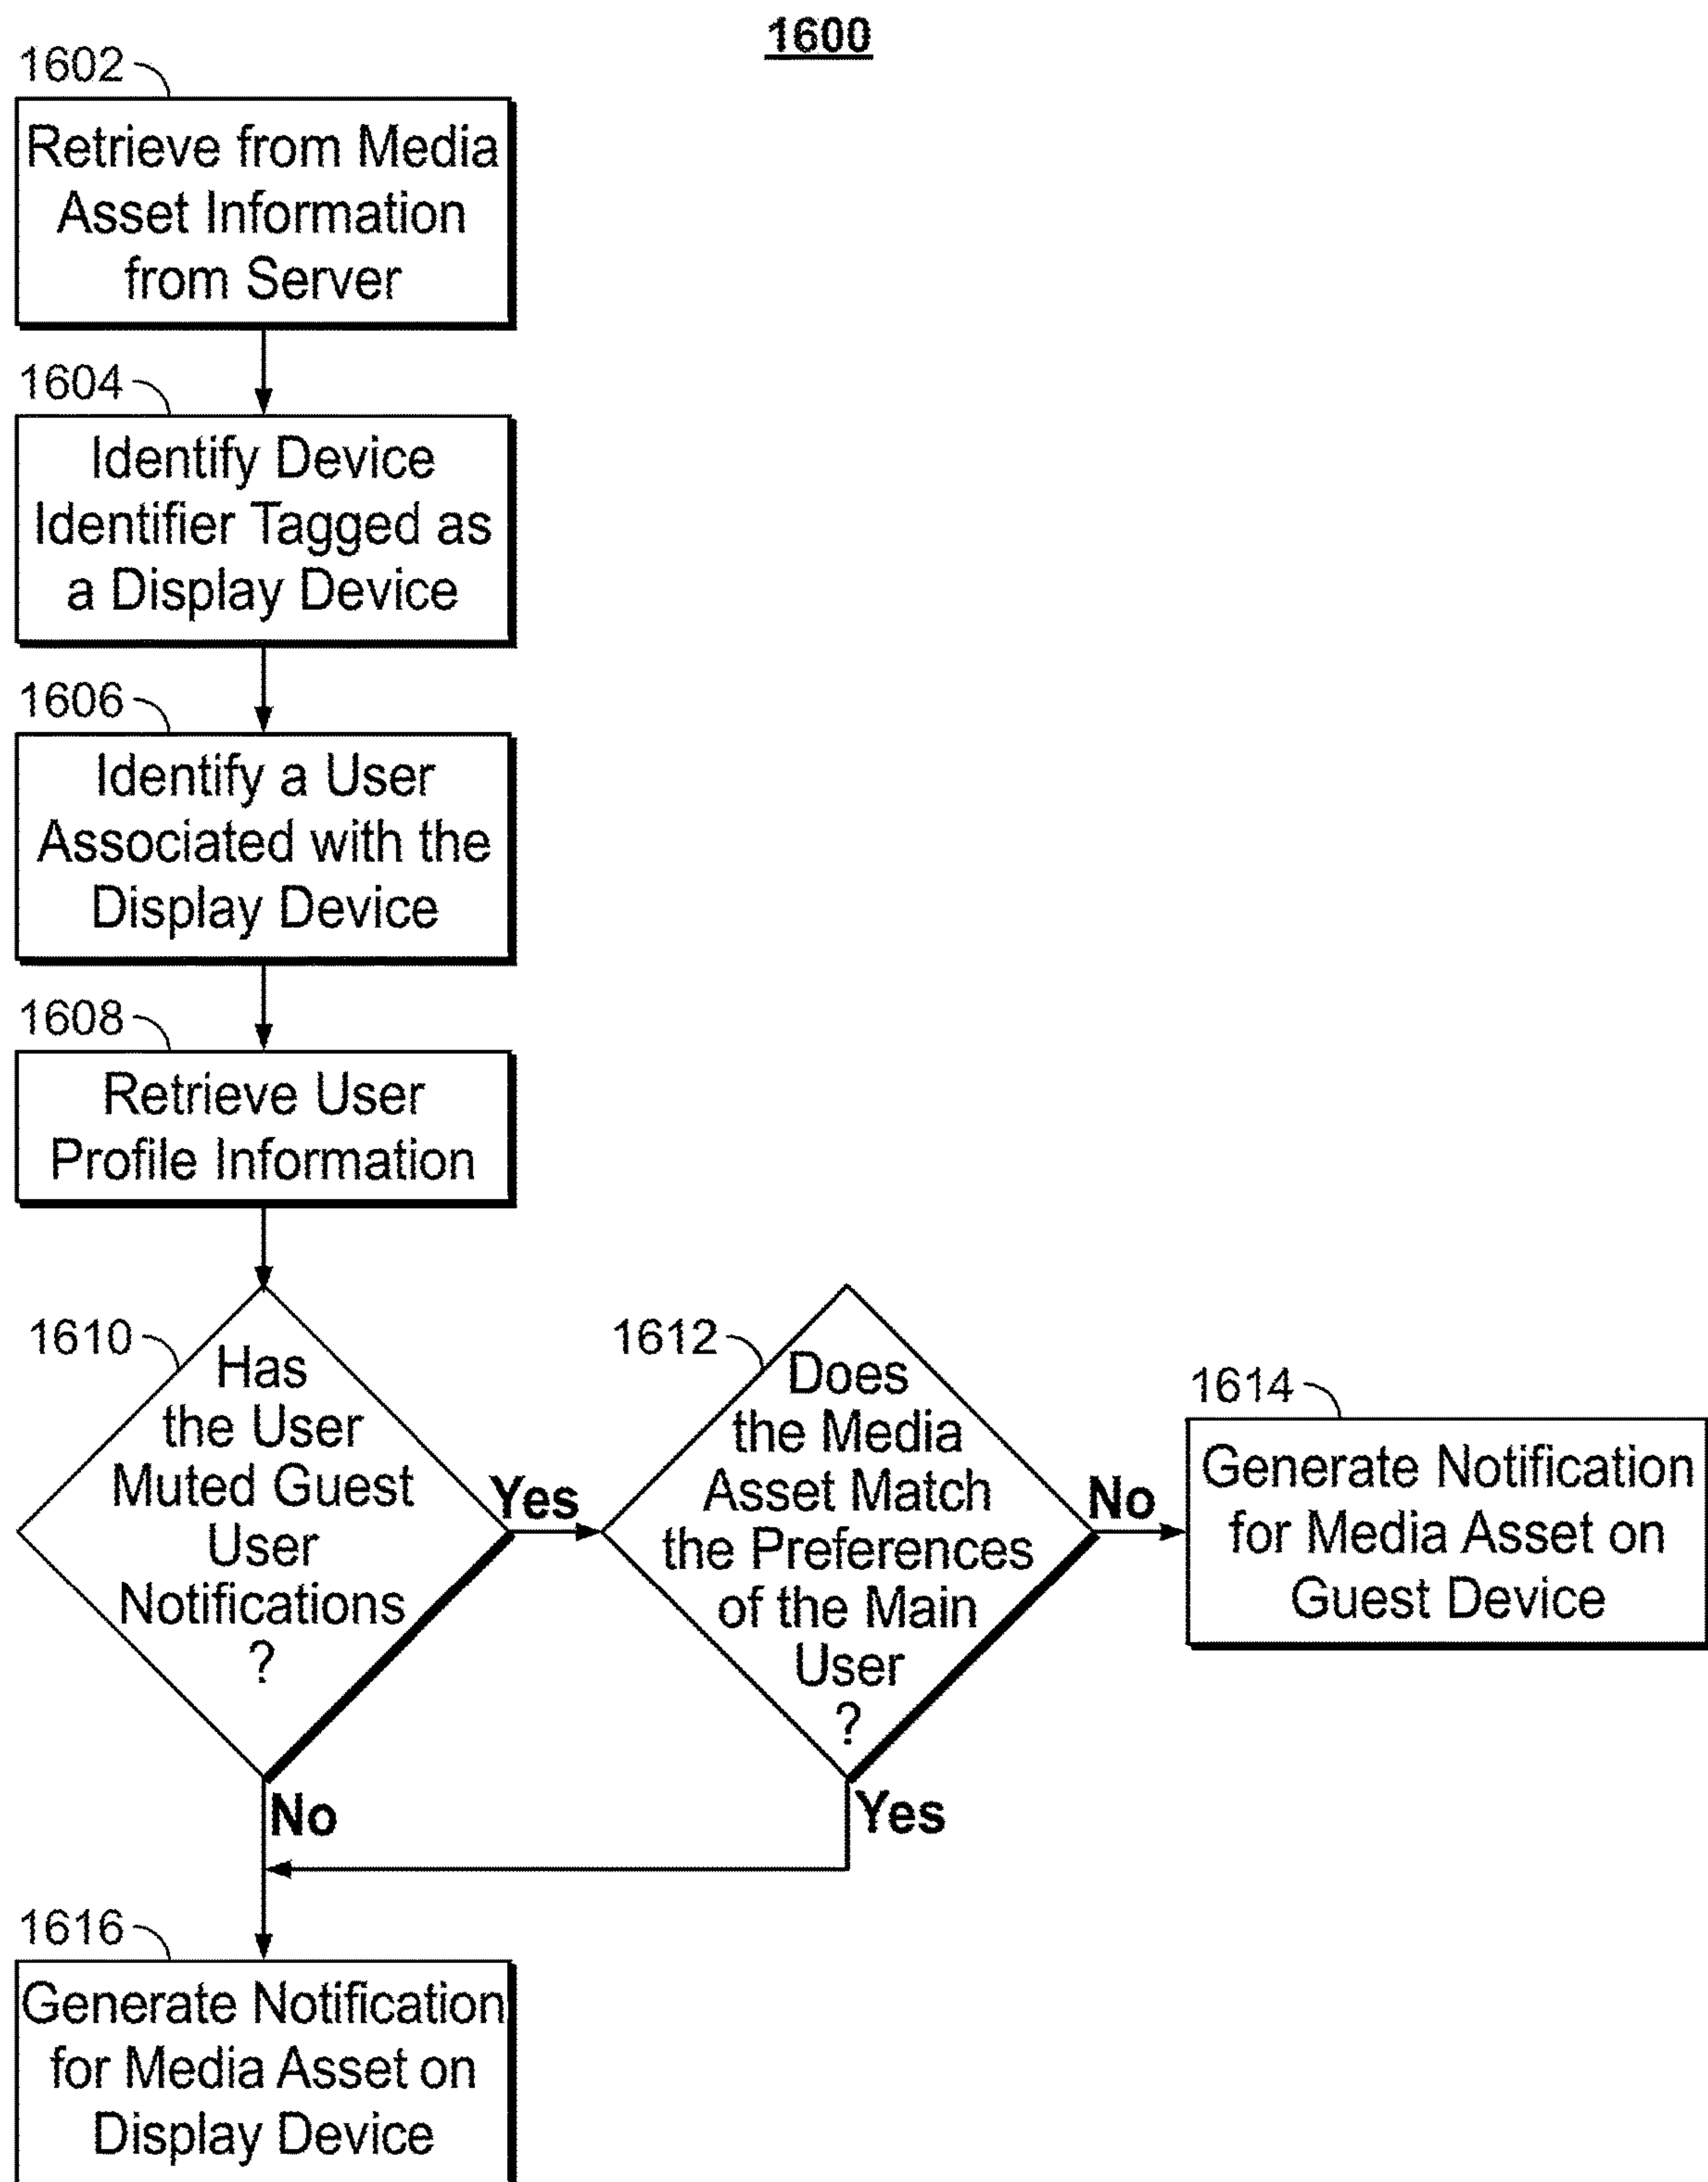 1600
1602
Retrieve from Media
Asset Information
from Server
1604
Identify Device
Identifier Tagged as
a Display Device
1606
Identify a User
Associated with the
Display Device
1608
Retrieve User
Profile Information
1610
Has
the User
Muted Guest
User
Notifications
?
Yes
No
1612
Does
the Media
Asset Match
the Preferences
of the Main
User
?
No
Yes
1614
Generate Notification
for Media Asset on
Guest Device
1616
Generate Notification
for Media Asset on
Display Device